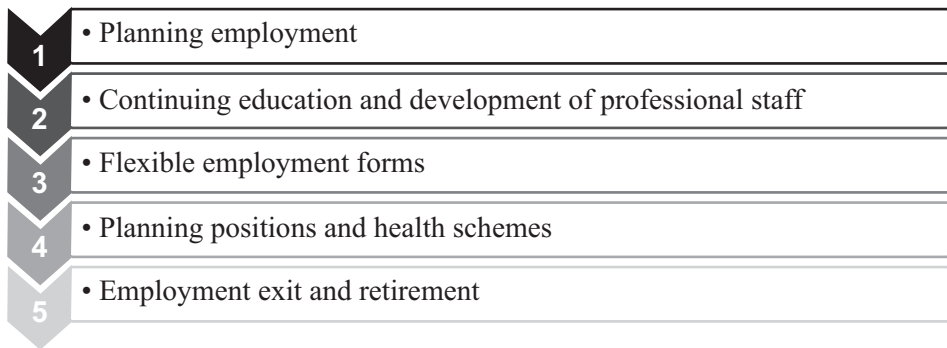 1 • Planning employment
2 • Continuing education and development of professional staff
3 • Flexible employment forms
4 • Planning positions and health schemes
5 • Employment exit and retirement